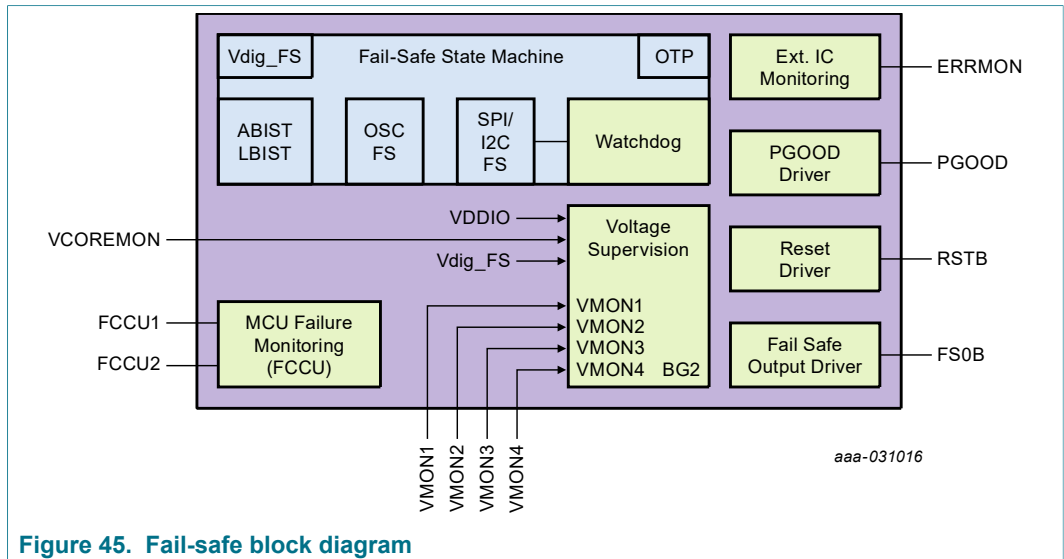 Vdig_FS
Fail-Safe State Machine
OTP
Ext. IC
Monitoring
ERRMON
ABIST
LBIST
OSC
FS
SPI/
I2C
FS
Watchdog
PGOOD
Driver
PGOOD
VDDIO
VCOREMON
Vdig_FS
Voltage
Supervision
Reset
Driver
RSTB
FCCU1
FCCU2
MCU Failure
Monitoring
(FCCU)
VMON1
VMON2
VMON3
VMON4 BG2
Fail Safe
Output Driver
FS0B
VMON1
VMON2
VMON3
VMON4
aaa-031016
Figure 45. Fail-safe block diagram